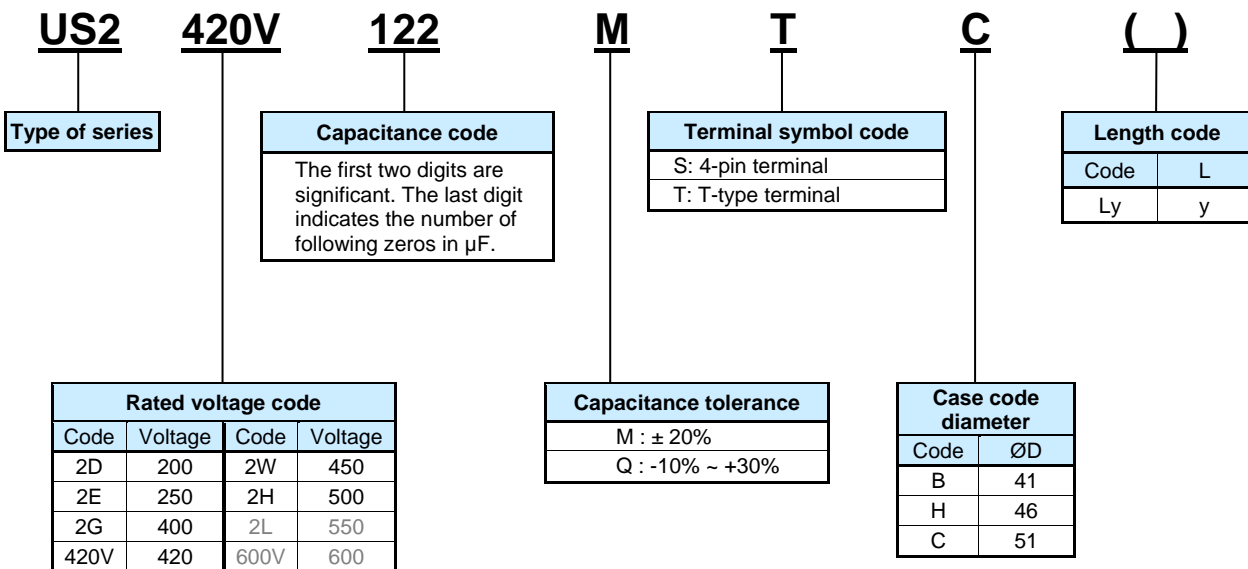 US2 420V 122 M T C ( )
Type of series
Capacitance code
The first two digits are
significant. The last digit
indicates the number of
following zeros in µF.
Terminal symbol code
S: 4-pin terminal
T: T-type terminal
Length code
Code L
Ly y
Rated voltage code
Code Voltage Code Voltage
2D 200 2W 450
2E 250 2H 500
2G 400 2L 550
420V 420 600V 600
Capacitance tolerance
M : ± 20%
Q : -10% ~ +30%
Case code
diameter
Code ØD
B 41
H 46
C 51